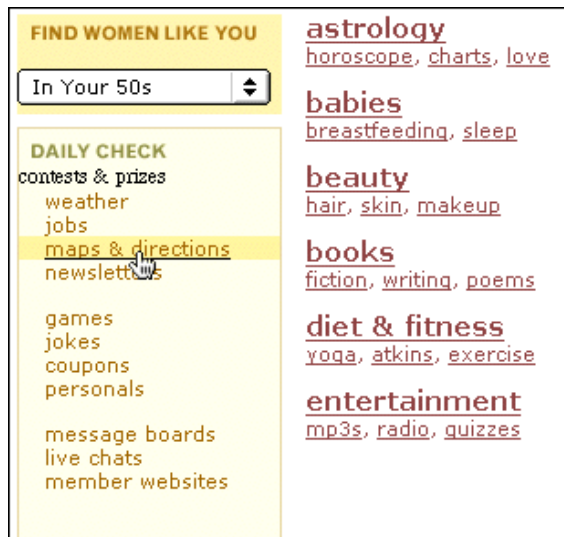 FIND WOMEN LIKE YOU
In Your 50s
DAILY CHECK
contests & prizes
weather
jobs
maps & directions
newsletters
games
jokes
coupons
personals
message boards
live chats
member websites
astrology
horoscope, charts, love
babies
breastfeeding, sleep
beauty
hair, skin, makeup
books
fiction, writing, poems
diet & fitness
yoga, atkins, exercise
entertainment
mp3s, radio, quizzes